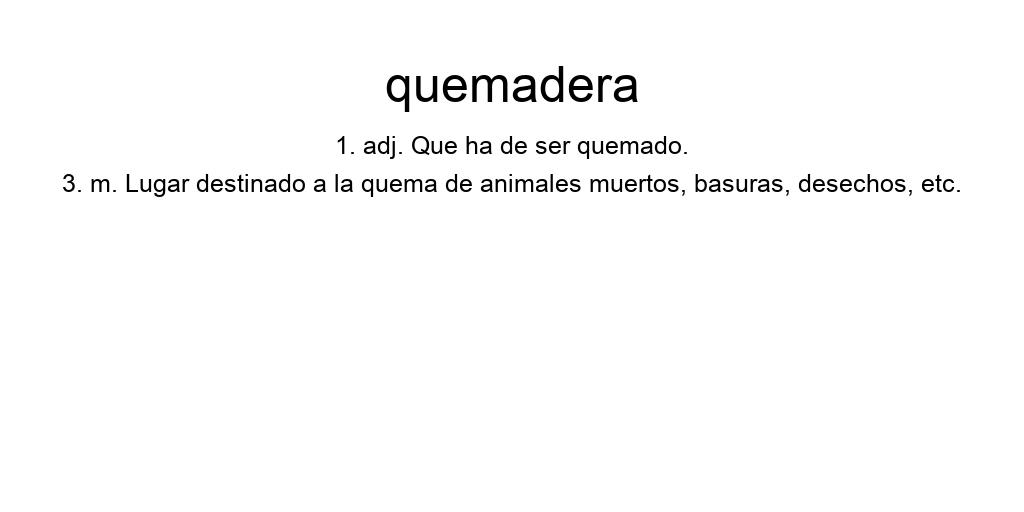 quemadera
1. adj. Que ha de ser quemado.
3. m. Lugar destinado a la quema de animales muertos, basuras, desechos, etc.